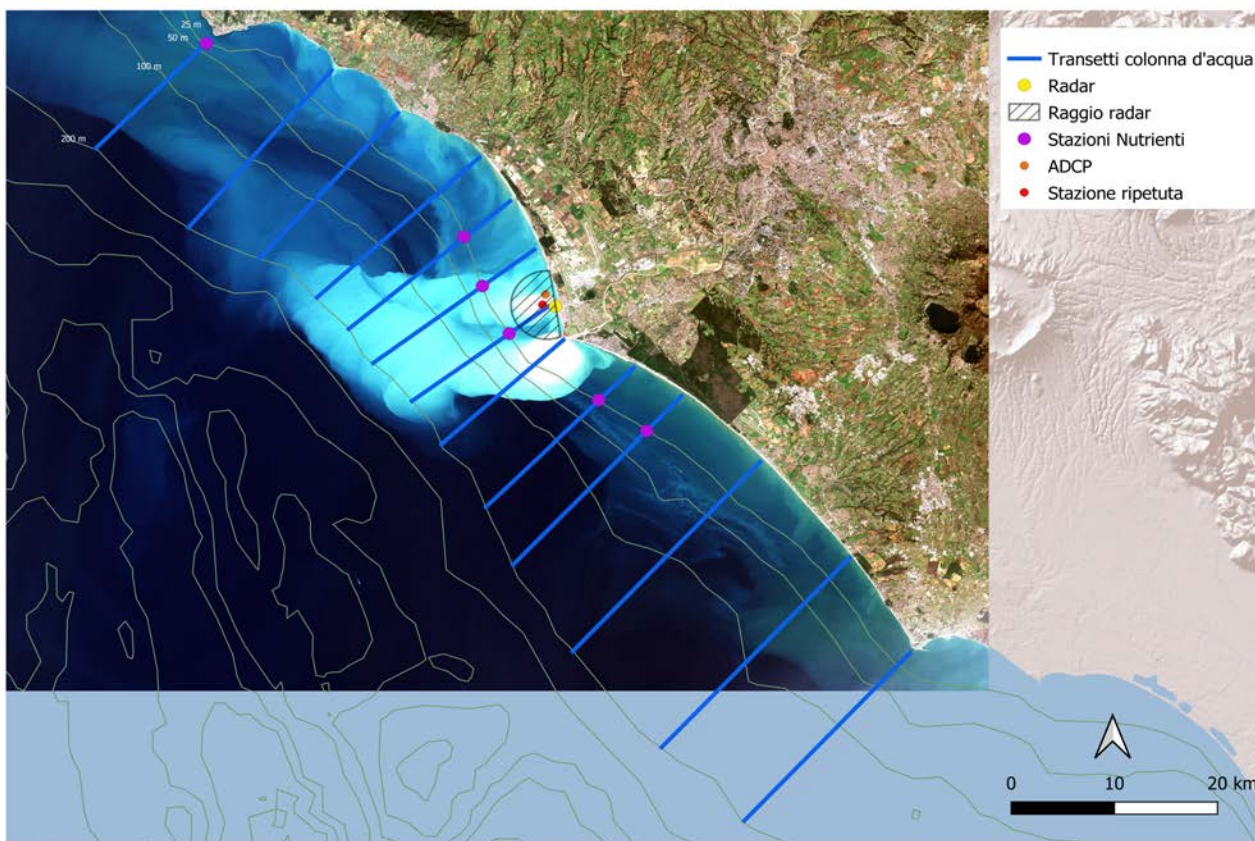 25 m
50 m
100 m
200 m
Transetti colonna d'acqua
Radar
Raggio radar
Stazioni Nutrienti
ADCP
Stazione ripetuta
0 10 20 km